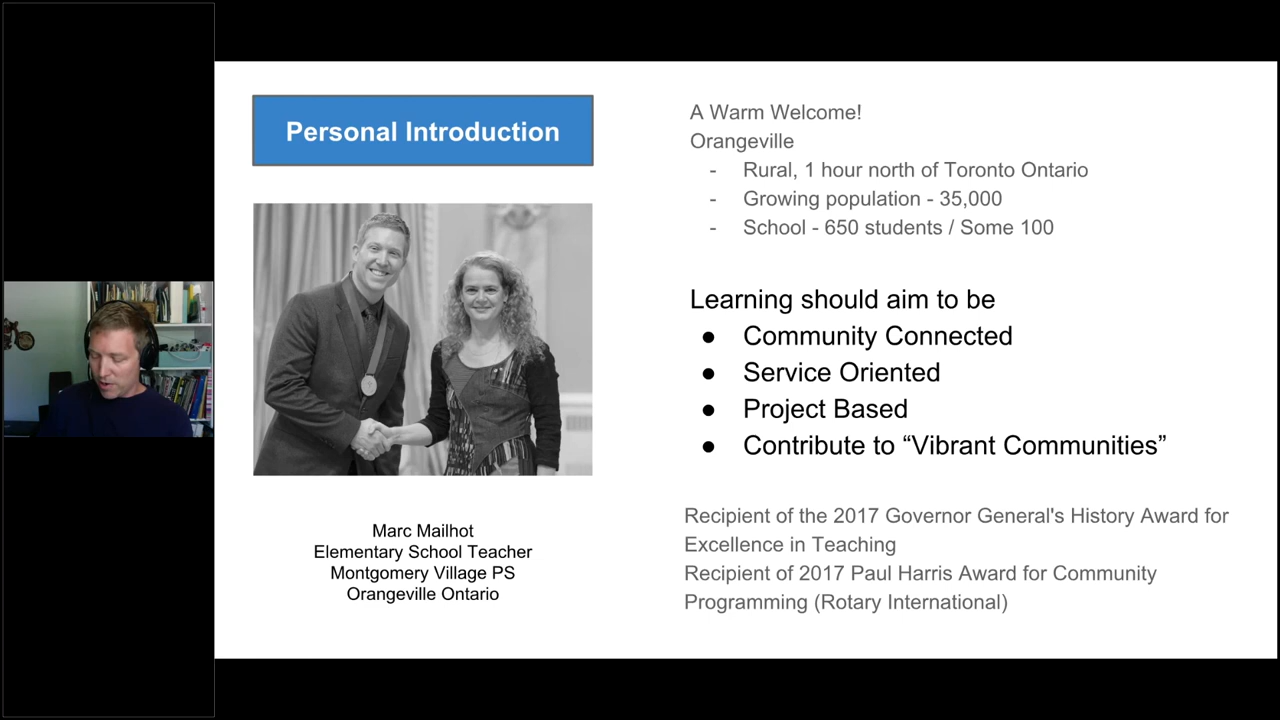 Personal Introduction
Marc Mailhot
Elementary School Teacher
Montgomery Village PS
Orangeville Ontario
A Warm Welcome!
Orangeville
- Rural, 1 hour north of Toronto Ontario
- Growing population - 35,000
- School - 650 students / Some 100
Learning should aim to be
● Community Connected
● Service Oriented
● Project Based
● Contribute to “Vibrant Communities”
Recipient of the 2017 Governor General's History Award for
Excellence in Teaching
Recipient of 2017 Paul Harris Award for Community
Programming (Rotary International)